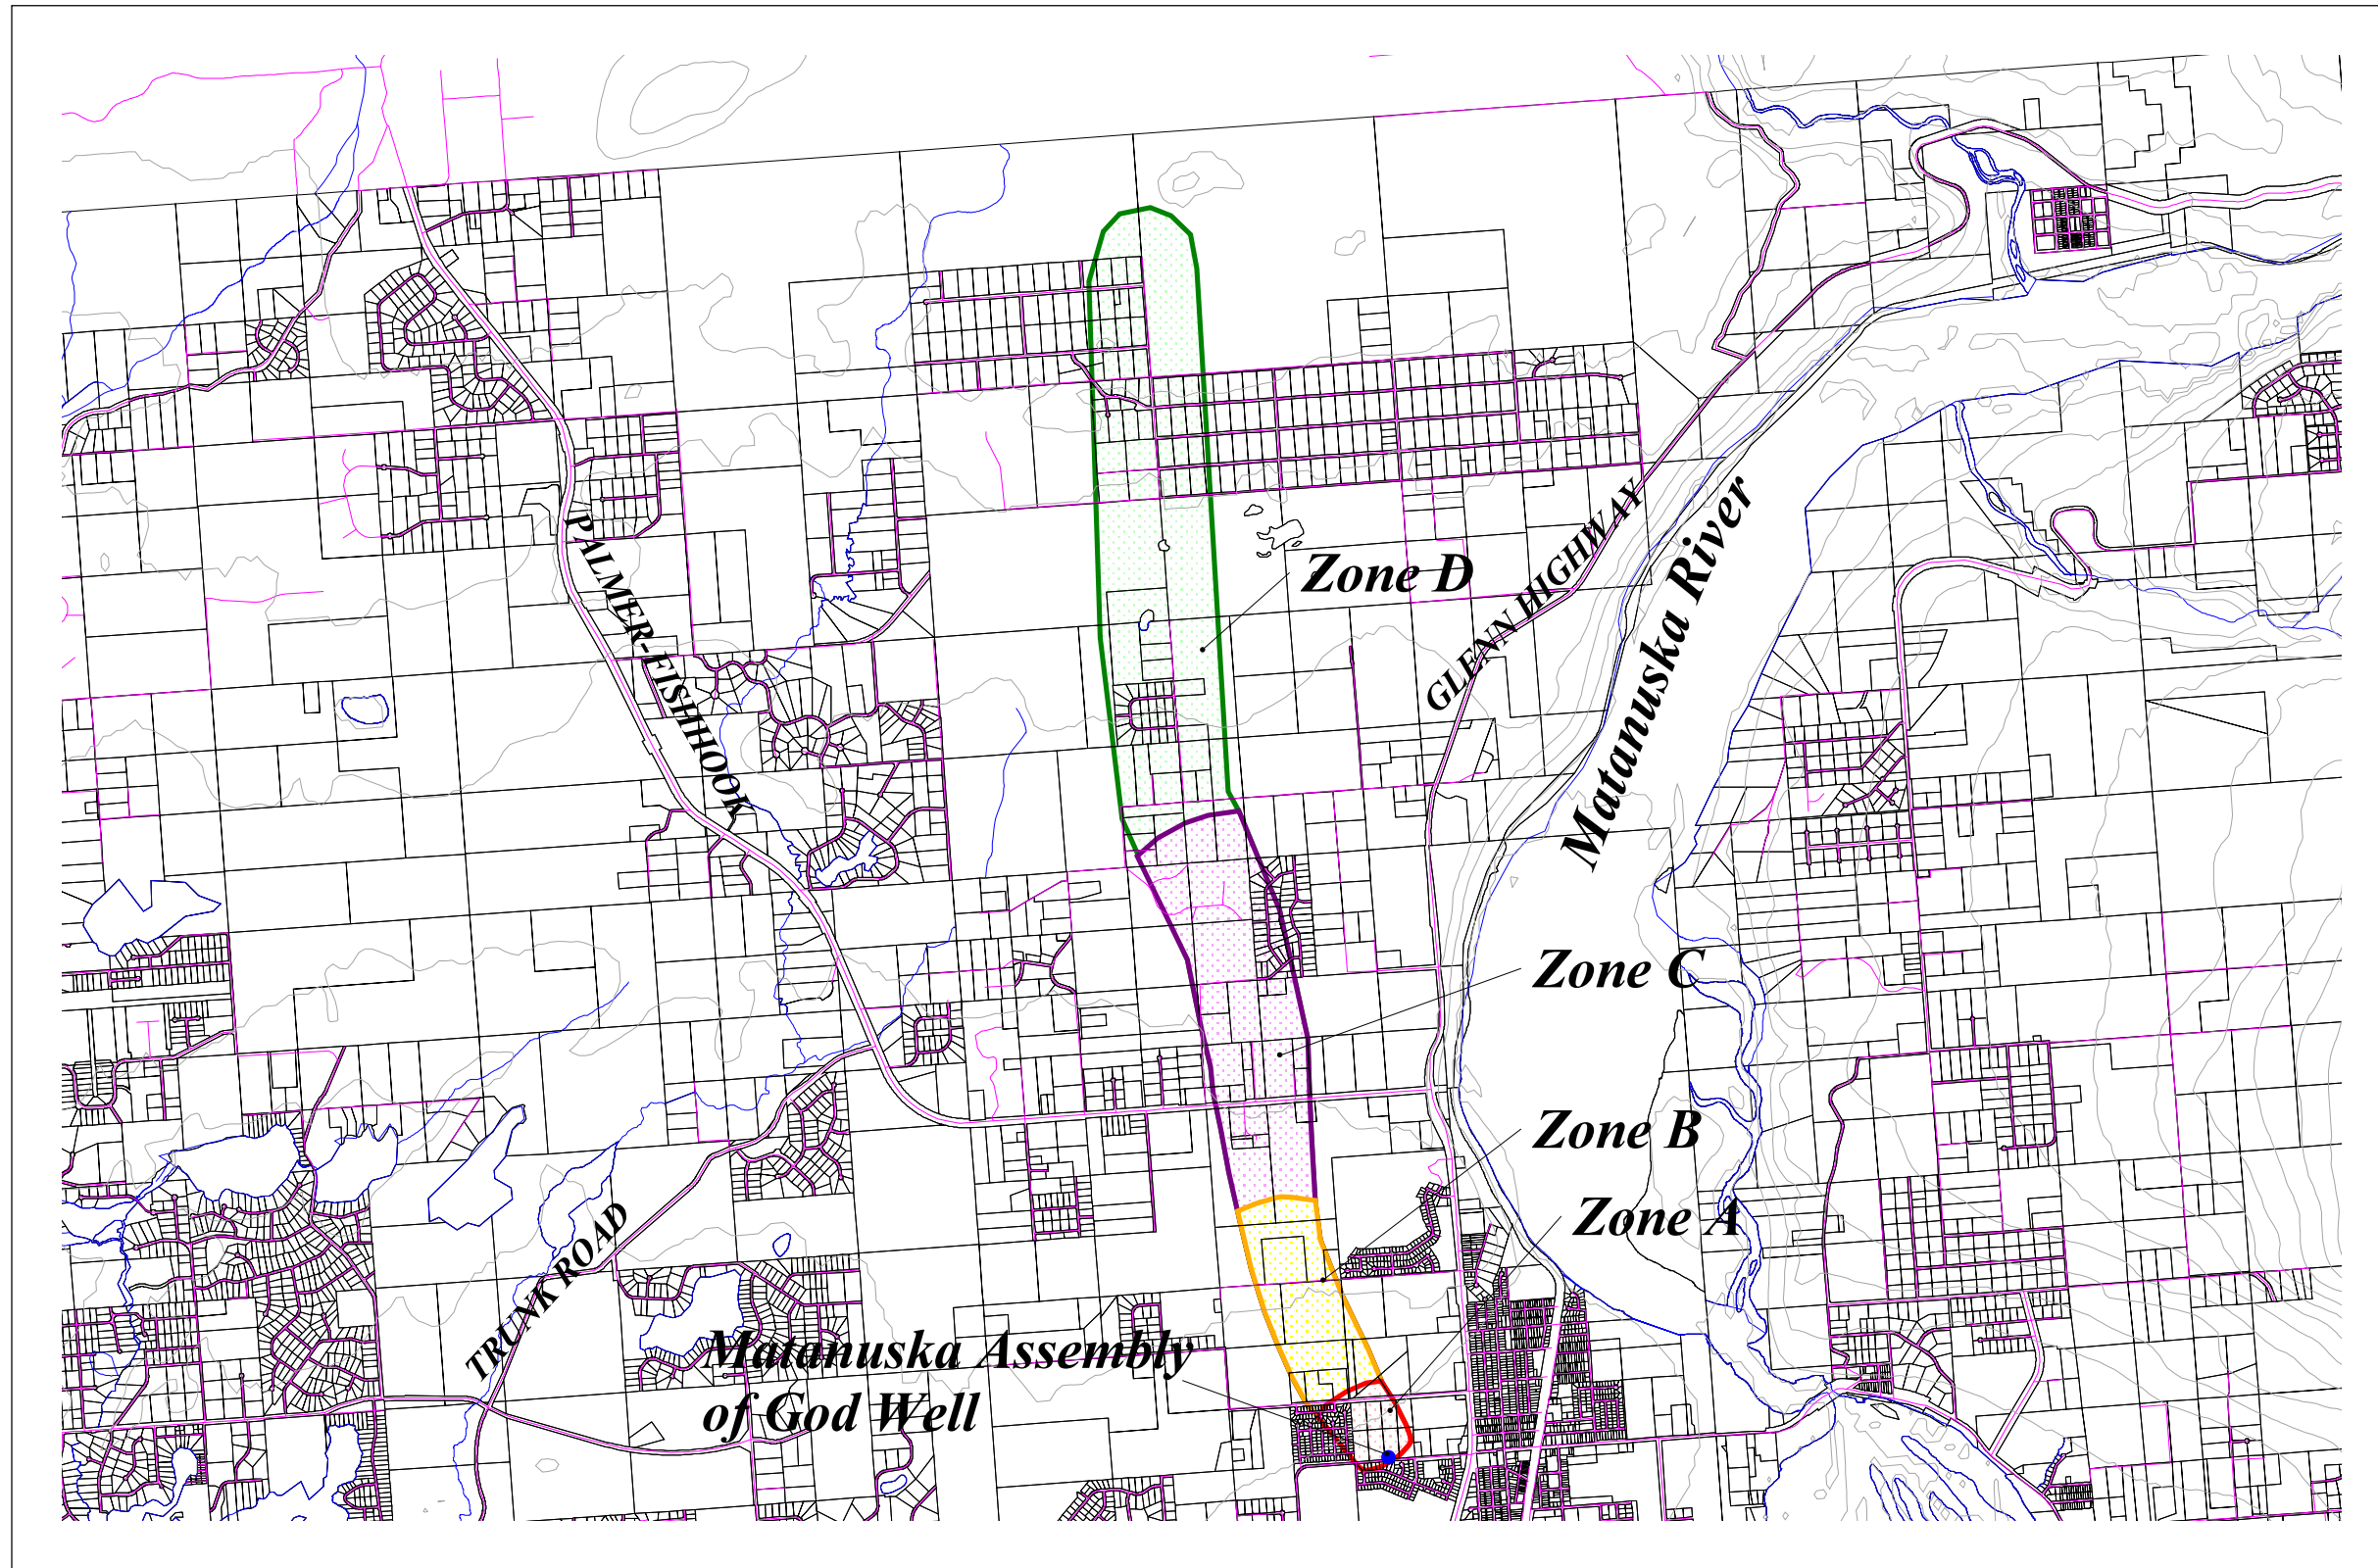 Zone D
GLENN HIGHWAY
Matanuska River
PALMER-FISHHOOK
Zone C
Zone B
Zone A
TRUNK ROAD
Matanuska Assembly
of God Well